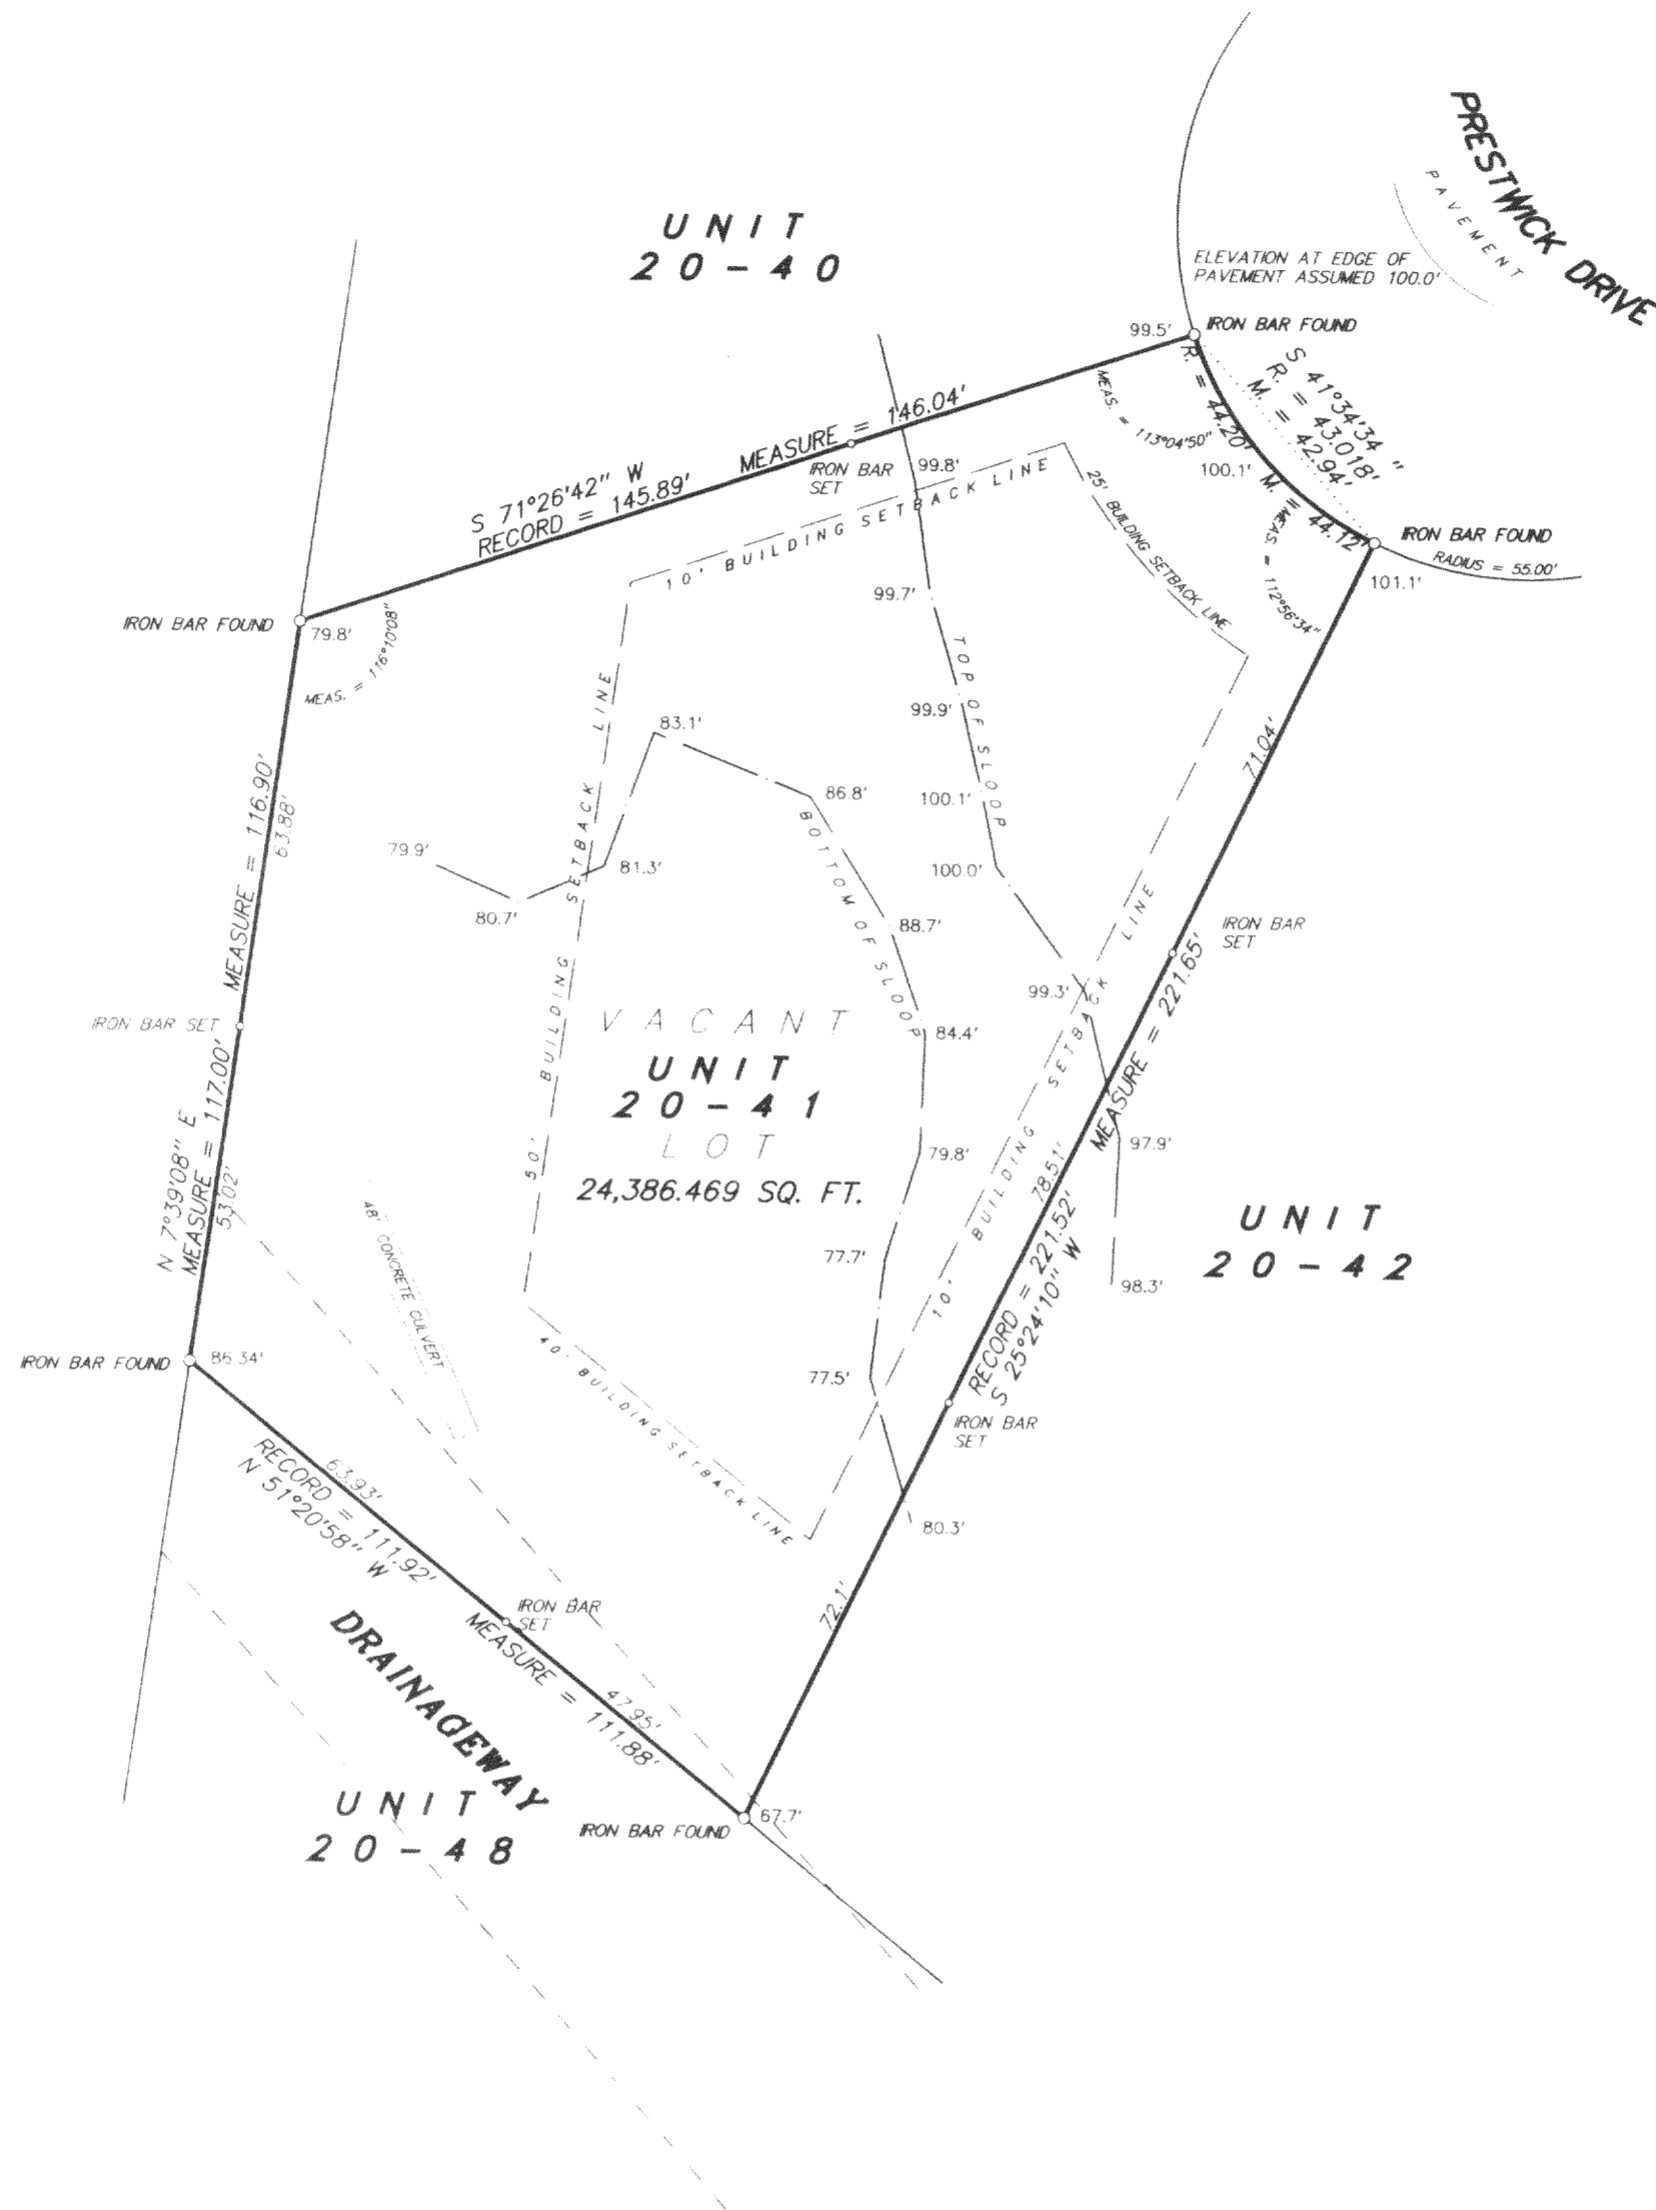 PRESTWICK DRIVE
PAVEMENT
UNIT
20-40
ELEVATION AT EDGE OF
PAVEMENT ASSUMED 100.0'
99.5'
IRON BAR FOUND
S 41°34'34 "
R. = 43.018'
M. = 42.94'
R. = 44.20'
M. = 44.12'
MEAS. = 113°04'50"
100.1'
MEAS. = 112°56'34"
IRON BAR FOUND
RADIUS = 55.00'
101.1'
MEASURE = 146.04'
S 71°26'42" W
RECORD = 145.89'
IRON BAR
SET
99.8'
10' BUILDING SETBACK LINE
25' BUILDING SETBACK LINE
99.7'
IRON BAR FOUND
79.8'
MEAS. = 116°10'08"
TOP OF SLOOP
99.9'
83.1'
71.04'
86.8'
100.1'
MEASURE = 116.90'
63.88'
79.9'
81.3'
100.0'
80.7'
BOTTOM OF SLOOP
88.7'
IRON BAR
SET
99.3'
50' BUILDING SETBACK LINE
10' BUILDING SETBACK LINE
IRON BAR SET
VACANT
UNIT
20-41
LOT
24,386.469 SQ. FT.
84.4'
MEASURE = 221.65'
97.9'
79.8'
78.51'
N 7°39'08" E
MEASURE = 117.00'
53.02'
48' CONCRETE CULVERT
UNIT
20-42
77.7'
98.3'
RECORD = 221.52'
S 25°24'10" W
IRON BAR FOUND
86.34'
77.5'
40' BUILDING SETBACK LINE
IRON BAR
SET
63.93'
RECORD = 111.92'
N 51°20'58" W
80.3'
IRON BAR
SET
72.1'
MEASURE = 111.88'
47.95'
DRAINAGEWAY
UNIT
20-48
67.7'
IRON BAR FOUND